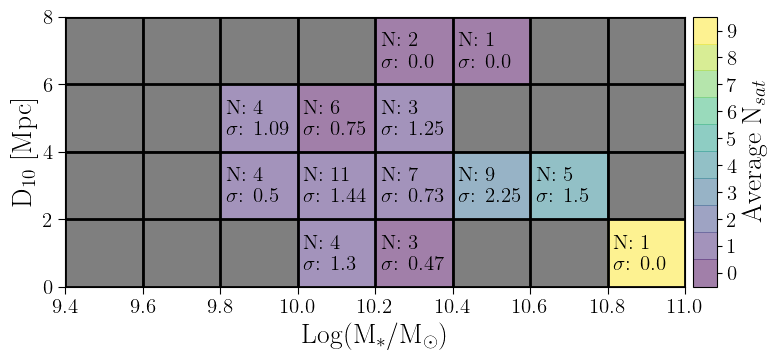 8
N: 2
σ: 0.0
N: 1
σ: 0.0
6
N: 4
σ: 1.09
N: 6
σ: 0.75
N: 3
σ: 1.25
4
N: 4
σ: 0.5
N: 11
σ: 1.44
N: 7
σ: 0.73
N: 9
σ: 2.25
N: 5
σ: 1.5
2
N: 4
σ: 1.3
N: 3
σ: 0.47
N: 1
σ: 0.0
0
D₁₀ [Mpc]
9.4 9.6 9.8 10.0 10.2 10.4 10.6 10.8 11.0
Log(M*/M⊙)
9
8
7
6
5
4
3
2
1
0
Average N_sat